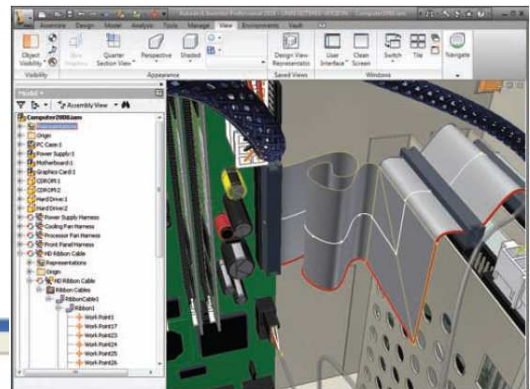 Assemble Design Model Analyze Tools Manage View Environments Vault
Object
Visibility
Quarter
Section View
Perspective
Shaded
Design View
Representation
User
Interface
Clean
Screen
Switch
Tile
Navigate
Visibility
Appearance
Saved Views
Windows
Model
Assembly View
Computer2008.iam
Representations
Origin
PC Case:1
Power Supply:1
Motherboard:1
Graphics Card:1
CDROM:1
CDROM:2
Hard Drive:1
Hard Drive:2
Power Supply Harness
Cooling Fan Harness
Processor Fan Harness
Front Panel Harness
HD Ribbon Cable
Representations
Origin
HD Ribbon Cable
Ribbon Cables
RibbonCable1
Ribbon1
Work Point1
Work Point17
Work Point23
Work Point24
Work Point25
Work Point26